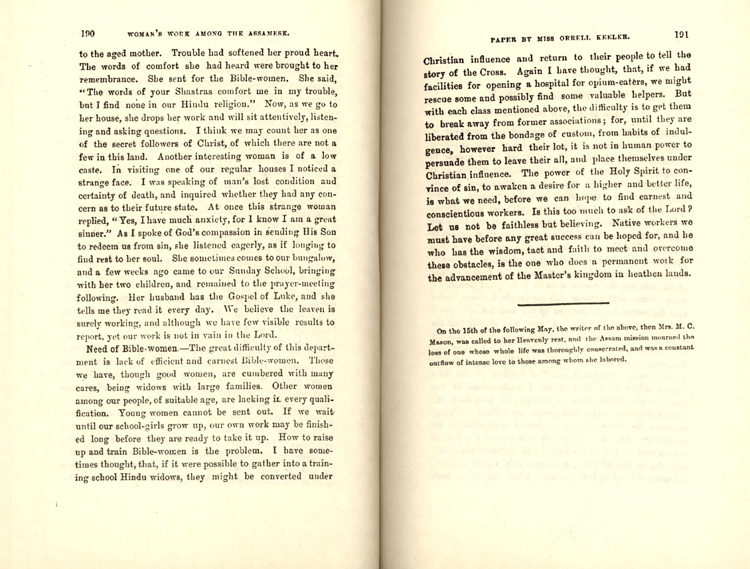 190 WOMAN'S WORK AMONG THE ASSAMESE.
to the aged mother. Trouble had softened her proud heart.
The words of comfort she had heard were brought to her
remembrance. She sent for the Bible-women. She said,
"The words of your Shastras comfort me in my trouble,
but I find none in our Hindu religion." Now, as we go to
her house, she drops her work and will sit attentively, listen-
ing and asking questions. I think we may count her as one
of the secret followers of Christ, of which there are not a
few in this land. Another interesting woman is of a low
caste. In visiting one of our regular houses I noticed a
strange face. I was speaking of man's lost condition and
certainty of death, and inquired whether they had any con-
cern as to their future state. At once this strange woman
replied, "Yes, I have much anxiety, for I know I am a great
sinner." As I spoke of God's compassion in sending His Son
to redeem us from sin, she listened eagerly, as if longing to
find rest to her soul. She sometimes comes to our bungalow,
and a few weeks ago came to our Sunday School, bringing
with her two children, and remained to the prayer-meeting
following. Her husband has the Gospel of Luke, and she
tells me they read it every day. We believe the leaven is
surely working, and although we have few visible results to
report, yet our work is not in vain in the Lord.
Need of Bible-women.—The great difficulty of this depart-
ment is lack of efficient and earnest Bible-women. Those
we have, though good women, are cumbered with many
cares, being widows with large families. Other women
among our people, of suitable age, are lacking in every quali-
fication. Young women cannot be sent out. If we wait
until our school-girls grow up, our own work may be finish-
ed long before they are ready to take it up. How to raise
up and train Bible-women is the problem. I have some-
times thought, that, if it were possible to gather into a train-
ing school Hindu widows, they might be converted under
PAPER BY MISS ORRELL KEELER. 191
Christian influence and return to their people to tell the
story of the Cross. Again I have thought, that, if we had
facilities for opening a hospital for opium-eaters, we might
rescue some and possibly find some valuable helpers. But
with each class mentioned above, the difficulty is to get them
to break away from former associations; for, until they are
liberated from the bondage of custom, from habits of indul-
gence, however hard their lot, it is not in human power to
persuade them to leave their all, and place themselves under
Christian influence. The power of the Holy Spirit to con-
vince of sin, to awaken a desire for a higher and better life,
is what we need, before we can hope to find earnest and
conscientious workers. Is this too much to ask of the Lord?
Let us not be faithless but believing. Native workers we
must have before any great success can be hoped for, and he
who has the wisdom, tact and faith to meet and overcome
these obstacles, is the one who does a permanent work for
the advancement of the Master's kingdom in heathen lands.
On the 15th of the following May, the writer of the above, then Mrs. M. C.
Mason, was called to her Heavenly rest, and the Assam mission mourned the
loss of one whose whole life was thoroughly consecrated, and was a constant
outflow of intense love to those among whom she labored.